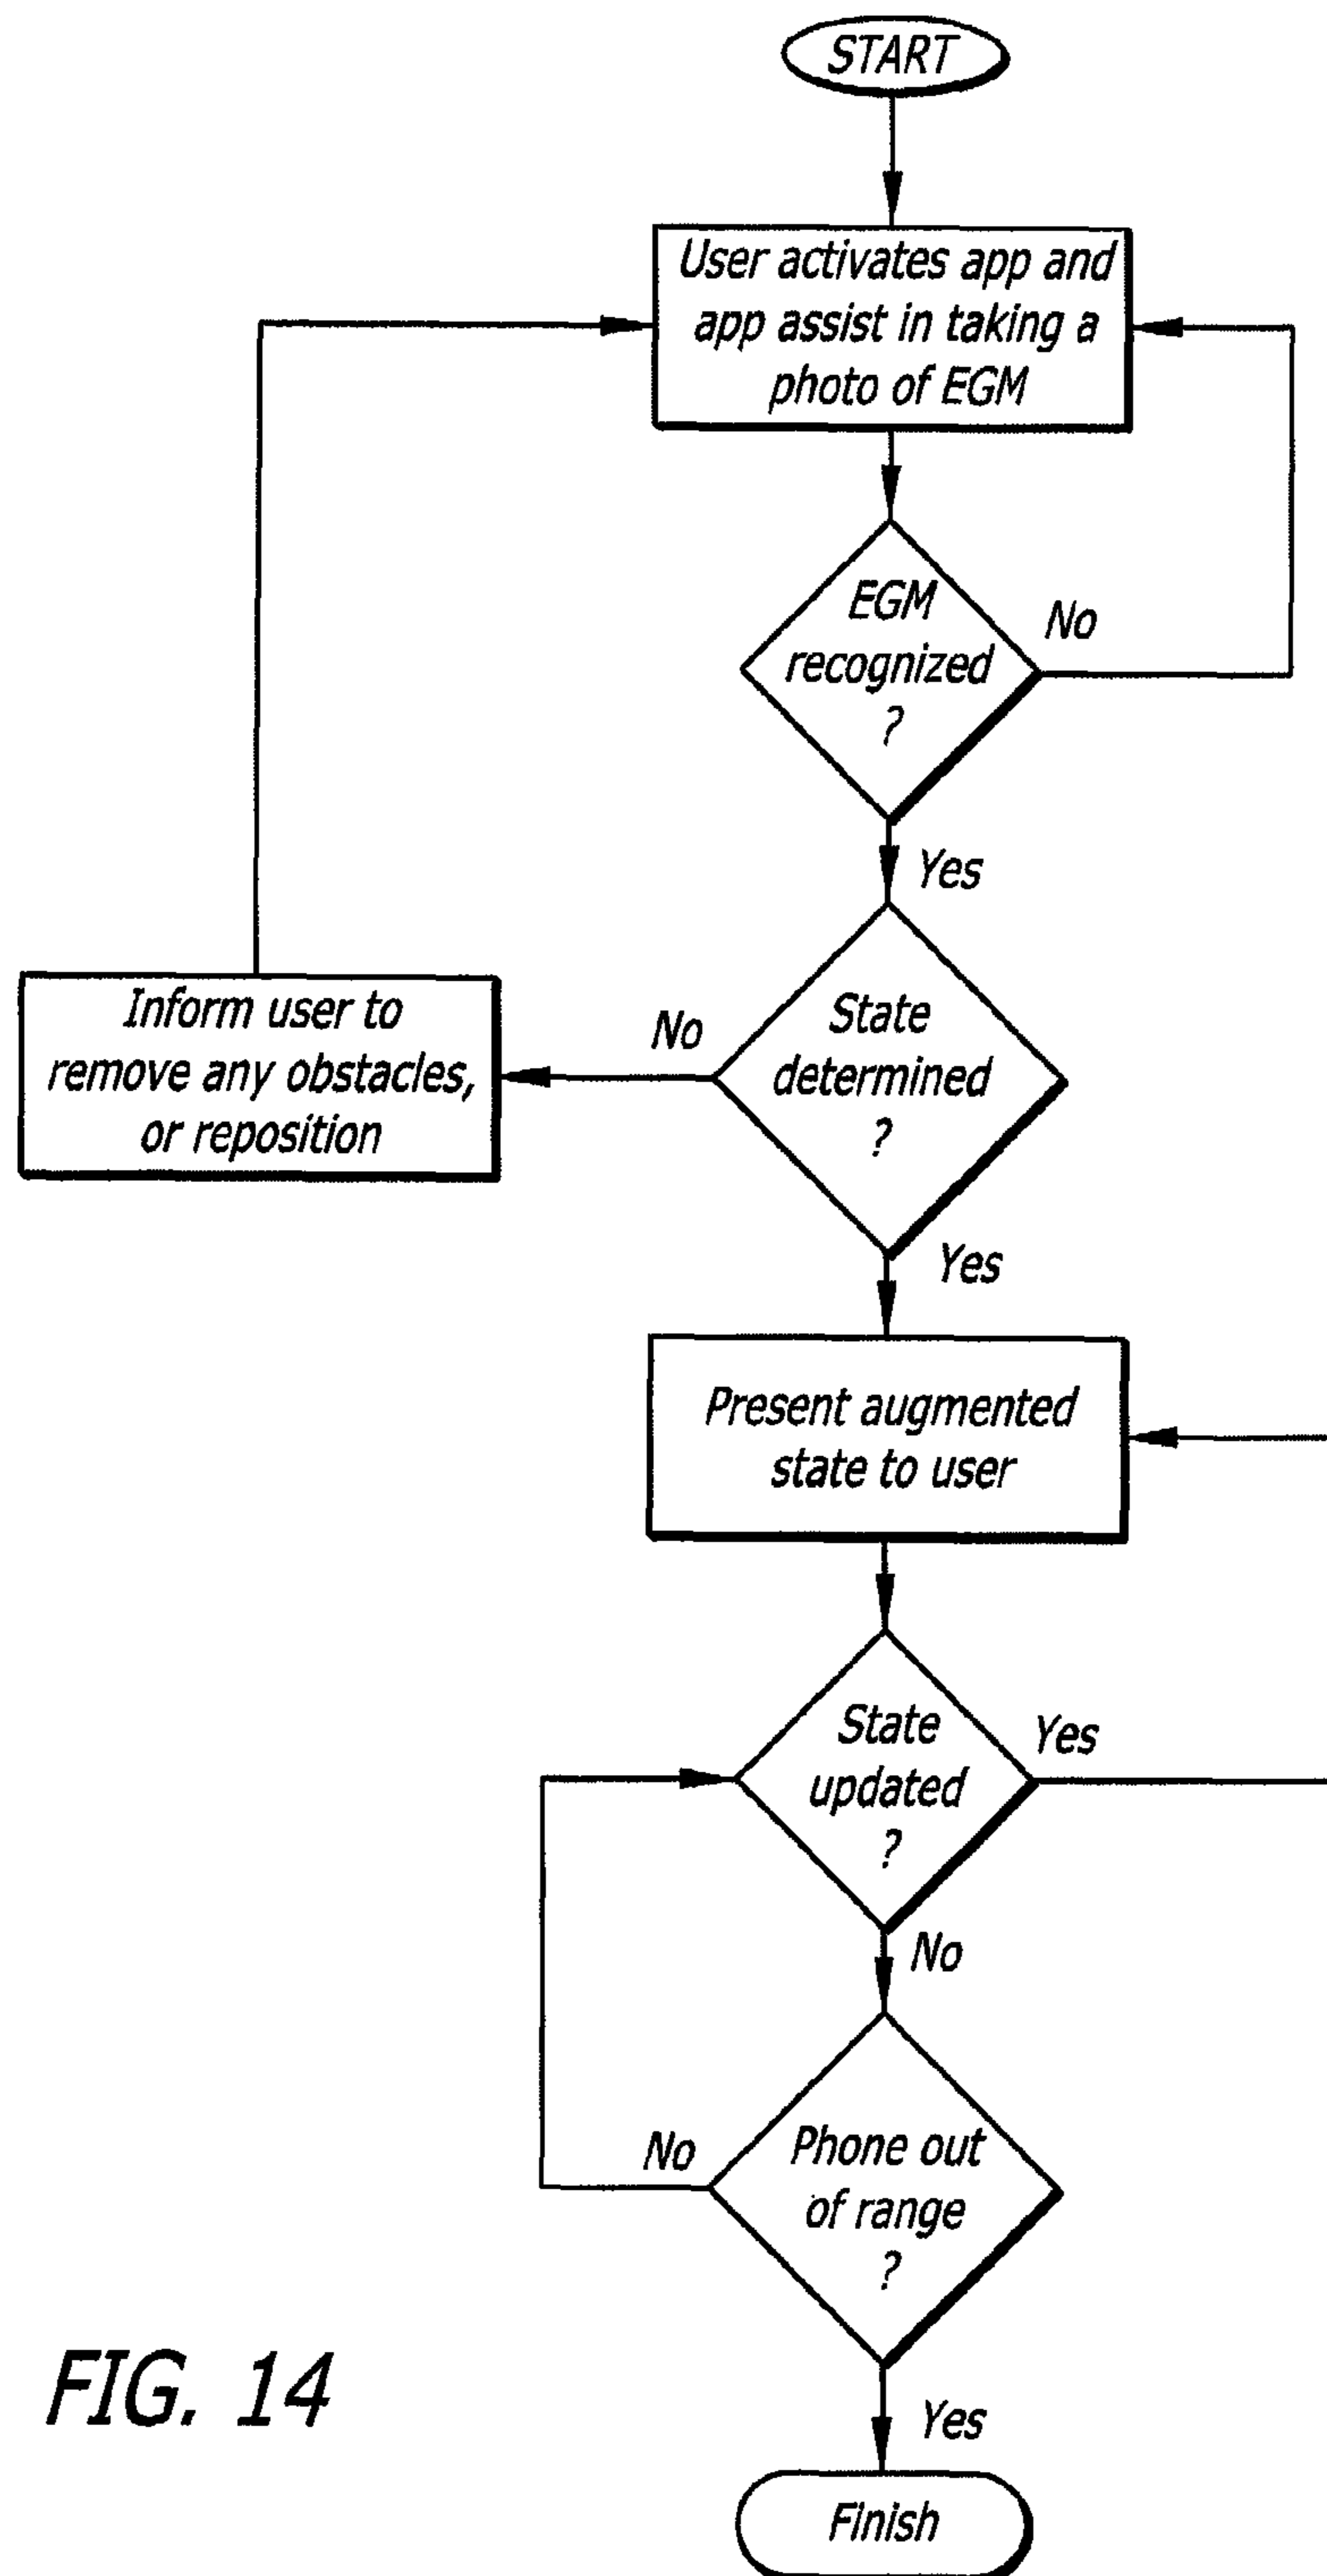 START
User activates app and
app assist in taking a
photo of EGM
EGM
recognized
?
No
Yes
State
determined
?
No
Inform user to
remove any obstacles,
or reposition
Yes
Present augmented
state to user
State
updated
?
Yes
No
Phone out
of range
?
No
Yes
Finish
FIG. 14